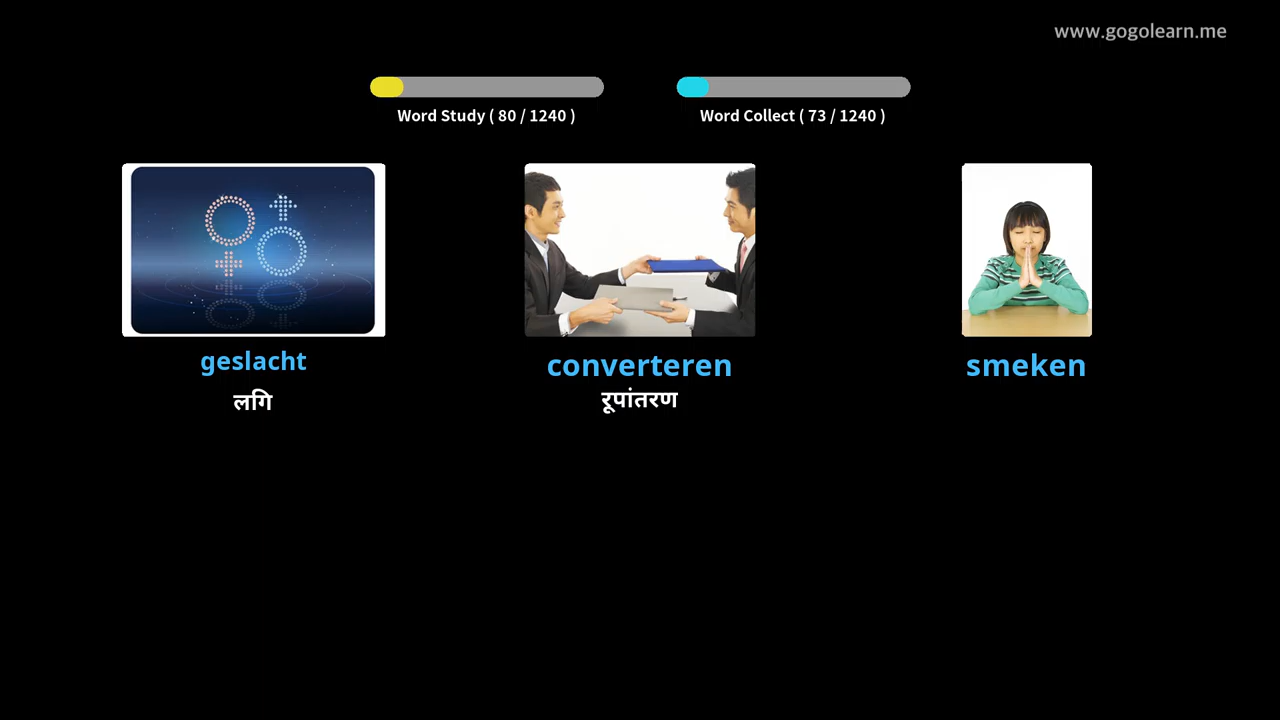 www.gogolearn.me
Word Study ( 80 / 1240 )
Word Collect ( 73 / 1240 )
geslacht
converteren
smeken
लगि
रूपांतरण